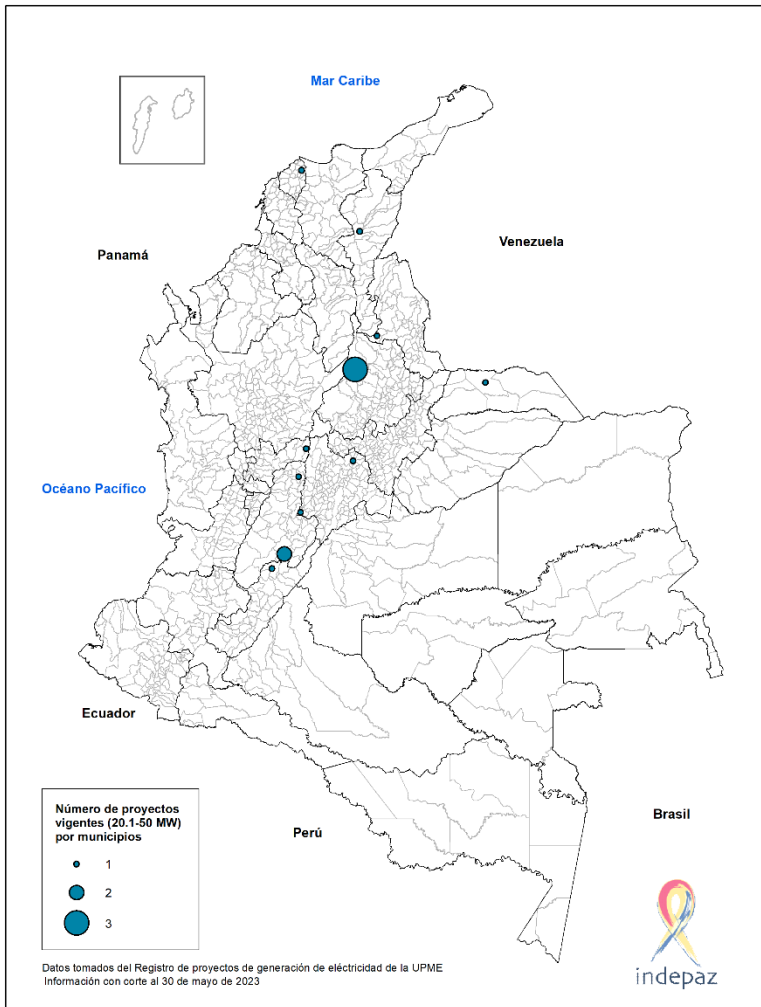 Mar Caribe
Panamá
Venezuela
Océano Pacífico
Ecuador
Perú
Brasil
Número de proyectos
vigentes (20.1-50 MW)
por municipios
1
2
3
Datos tomados del Registro de proyectos de generación de eléctricidad de la UPME
Información con corte al 30 de mayo de 2023
indepaz